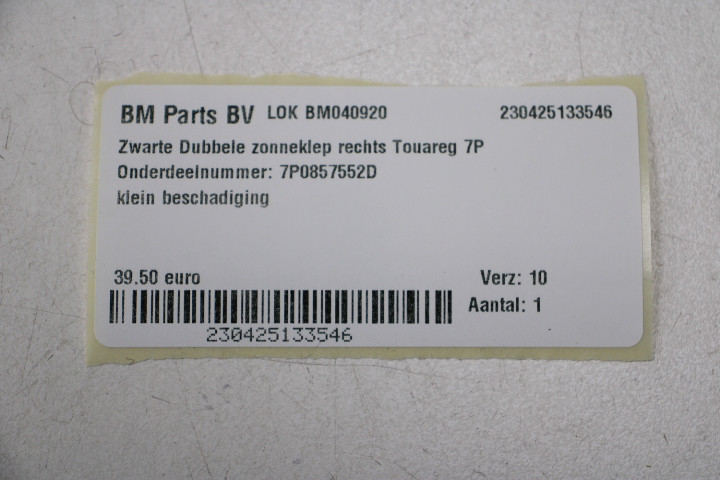 BM Parts BV LOK BM040920 230425133546
Zwarte Dubbele zonneklep rechts Touareg 7P
Onderdeelnummer: 7P0857552D
klein beschadiging
39.50 euro Verz: 10
Aantal: 1
230425133546